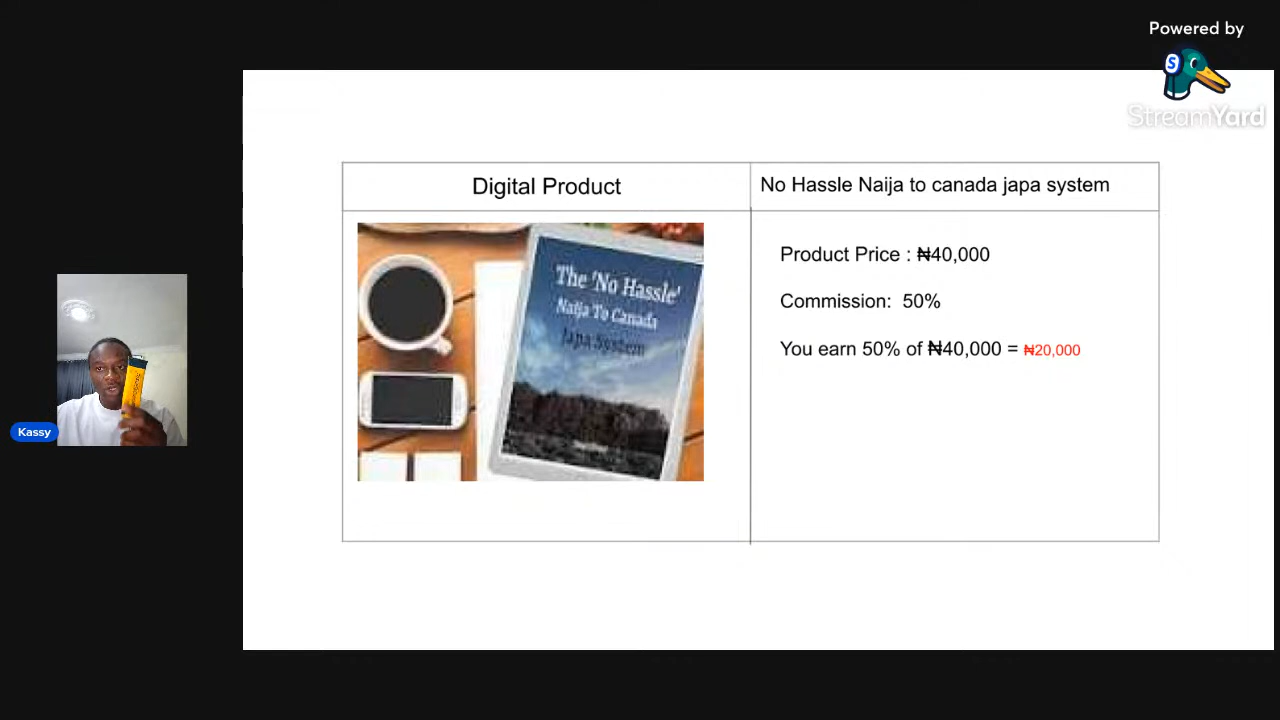 Powered by
StreamYard
Digital Product
No Hassle Naija to canada japa system
The 'No Hassle'
Naija To Canada
Japa System
Product Price : ₦40,000
Commission: 50%
You earn 50% of ₦40,000 = ₦20,000
Kassy